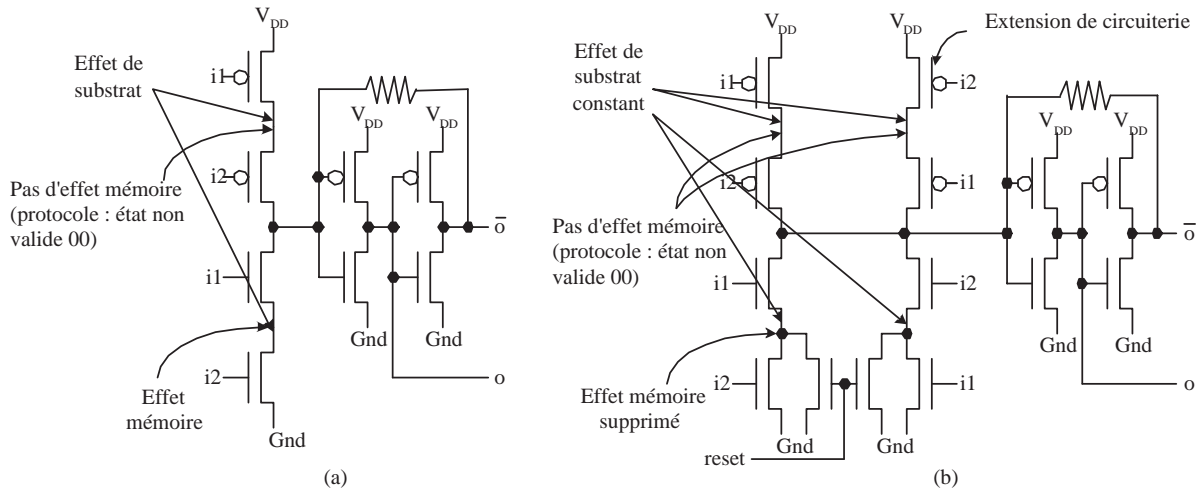 V_DD
Effet de
substrat
i1
V_DD
V_DD
i2
Pas d'effet mémoire
(protocole : état non
valide 00)
o̅
i1
Gnd
Gnd
i2
Effet
mémoire
o
Gnd
(a)
V_DD
V_DD
Extension de circuiterie
Effet de
substrat
constant
i1
i2
V_DD
V_DD
i2
i1
Pas d'effet mémoire
(protocole : état non
valide 00)
o̅
i1
i2
Gnd
Gnd
i2
i1
o
Effet mémoire
supprimé
Gnd
Gnd
reset
(b)